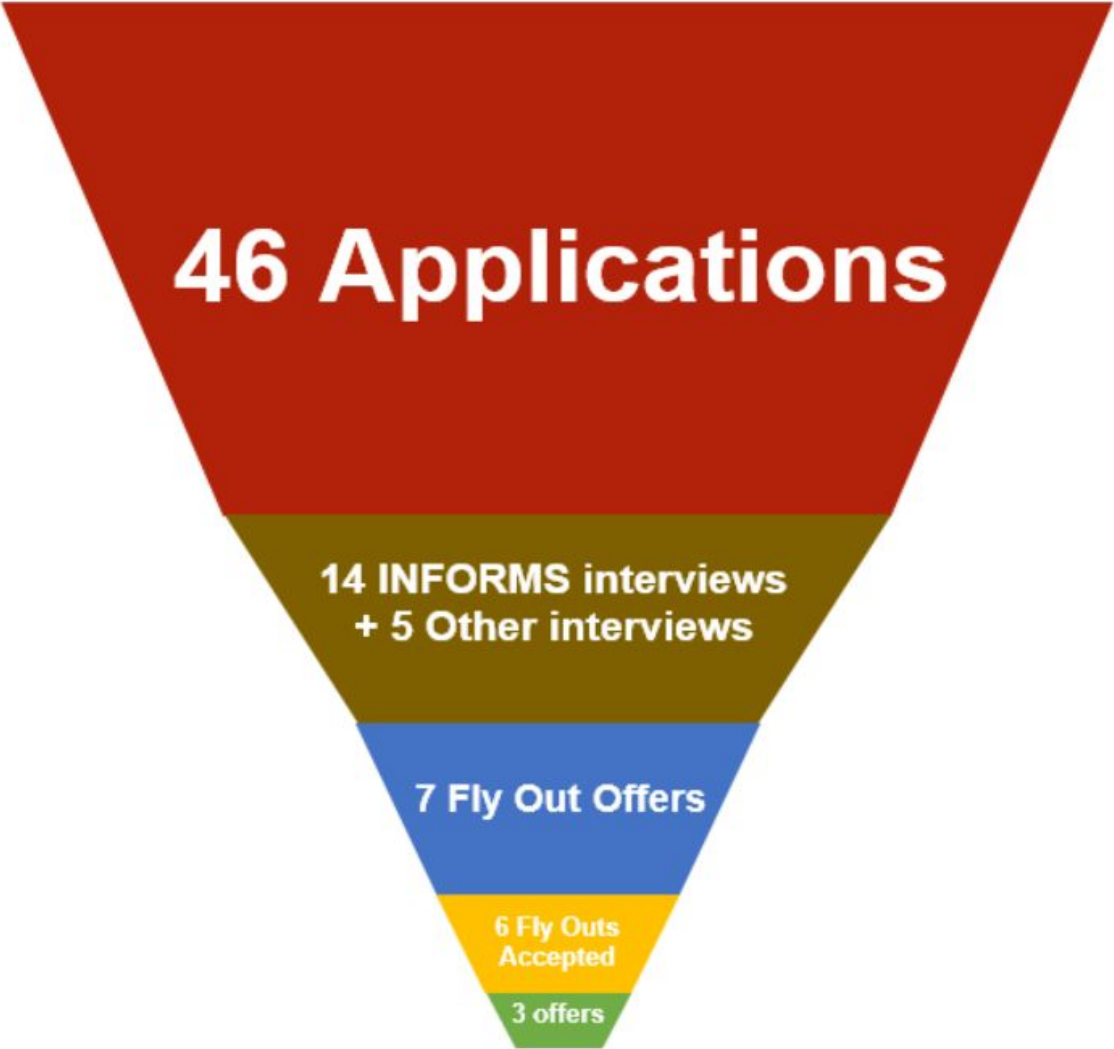 46 Applications
14 INFORMS interviews
+ 5 Other interviews
7 Fly Out Offers
6 Fly Outs
Accepted
3 offers